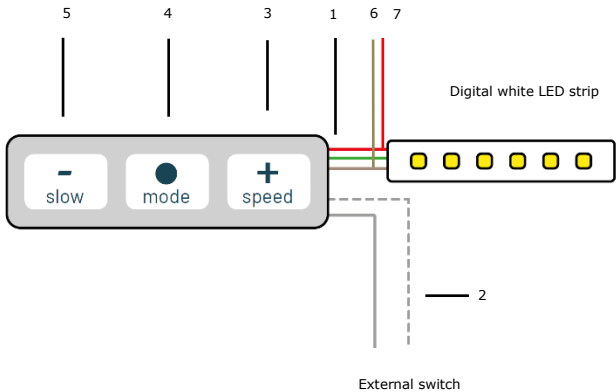 5 4 3 1 6 7
Digital white LED strip
- ● +
slow mode speed
2
External switch